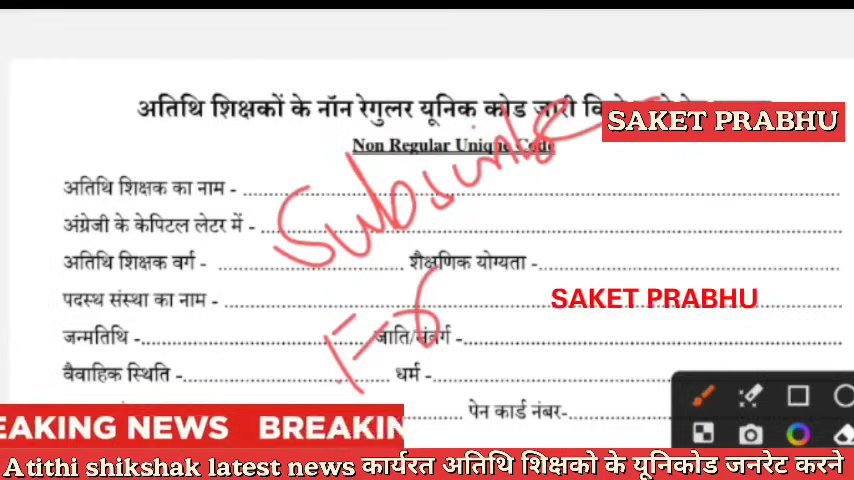 अतिथि शिक्षकों के नॉन रेगुलर यूनिक कोड जारी
SAKET PRABHU
Non Regular Unique Code
अतिथि शिक्षक का नाम -
अंग्रेजी के केपिटल लेटर में -
अतिथि शिक्षक वर्ग - शैक्षणिक योग्यता -
पदस्थ संस्था का नाम -
SAKET PRABHU
जन्मतिथि - जाति/संवर्ग -
वैवाहिक स्थिति - धर्म -
पेन कार्ड नंबर-
EAKING NEWS BREAKIN
Atithi shikshak latest news कार्यरत अतिथि शिक्षको के यूनिकोड जनरेट करने